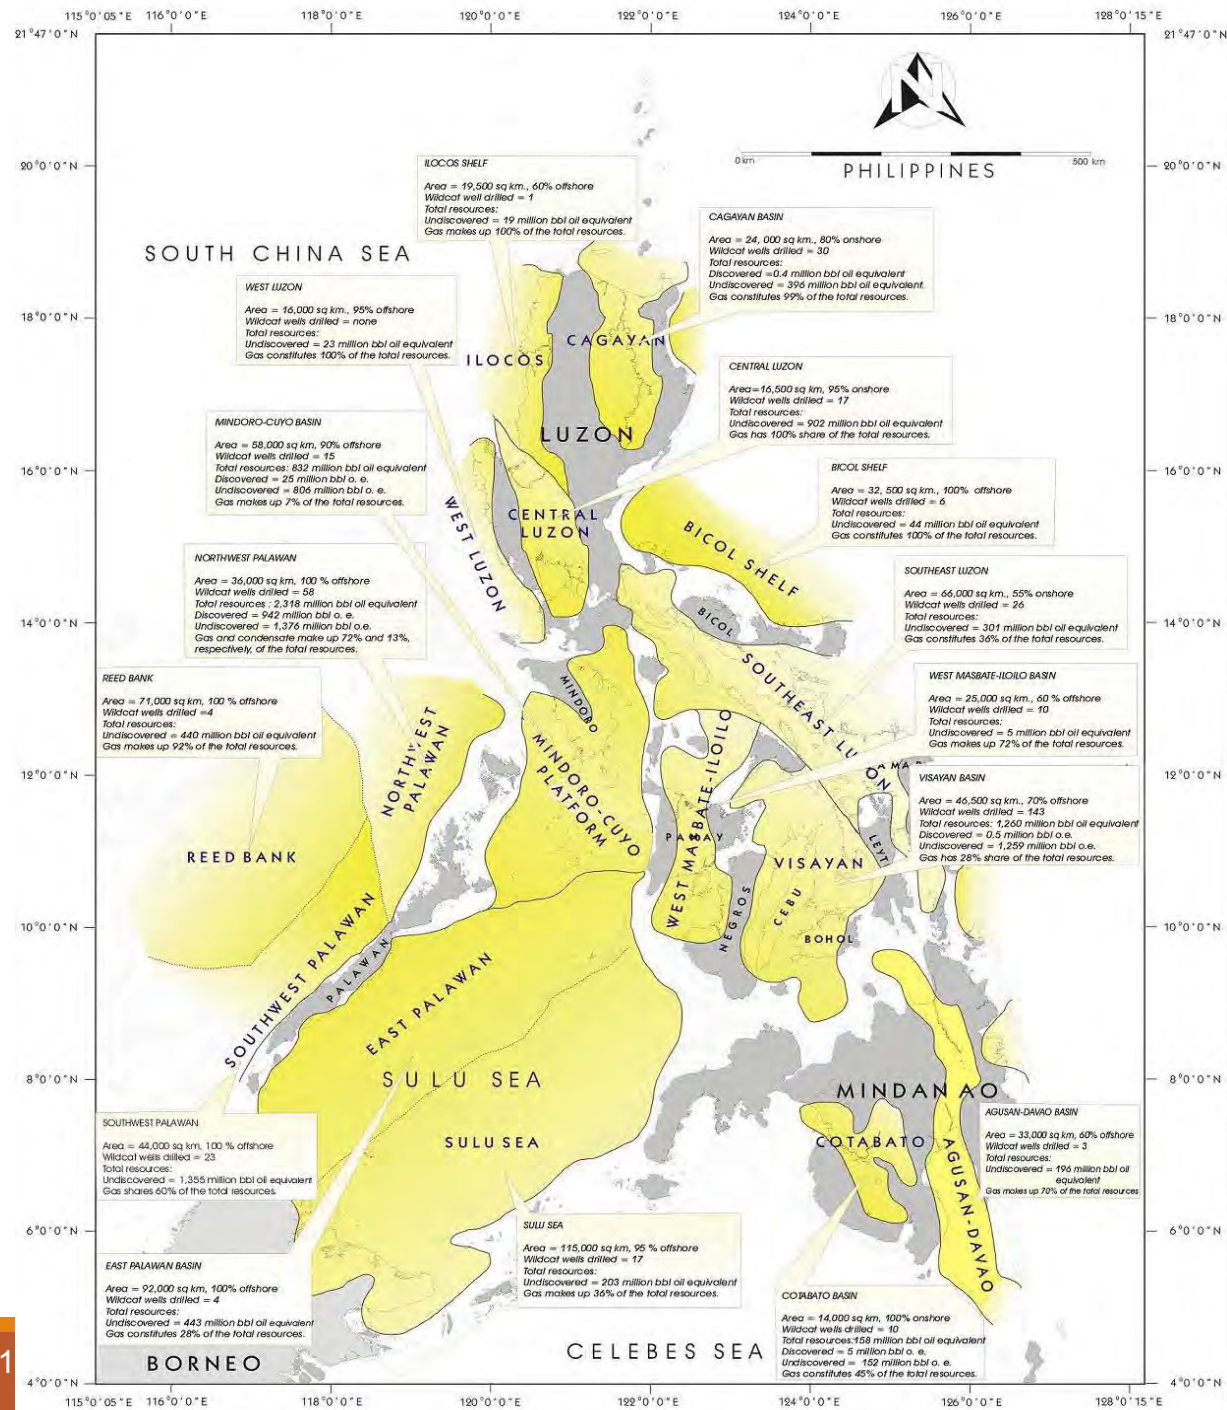 115°0'05"E 116°0'0"E 118°0'0"E 120°0'0"E 122°0'0"E 124°0'0"E 126°0'0"E 128°0'15"E
21°47'0"N 21°47'0"N
0 km 500 km
PHILIPPINES
20°0'0"N 20°0'0"N
ILOCOS SHELF
Area = 19,500 sq km., 60% offshore
Wildcat well drilled = 1
Total resources:
Undiscovered = 19 million bbl oil equivalent
Gas makes up 100% of the total resources.
CAGAYAN BASIN
Area = 24, 000 sq km., 80% onshore
Wildcat wells drilled = 30
Total resources:
Discovered =0.4 million bbl oil equivalent
Undiscovered = 396 million bbl oil equivalent.
Gas constitutes 99% of the total resources.
SOUTH CHINA SEA
WEST LUZON
Area = 16,000 sq km., 95% offshore
Wildcat wells drilled = none
Total resources:
Undiscovered = 23 million bbl oil equivalent
Gas constitutes 100% of the total resources.
18°0'0"N 18°0'0"N
CAGAYAN
ILOCOS
CENTRAL LUZON
Area=16,500 sq km, 95% onshore
Wildcat wells drilled = 17
Total resources:
Undiscovered = 902 million bbl oil equivalent
Gas has 100% share of the total resources.
LUZON
MINDORO-CUYO BASIN
Area = 58,000 sq km, 90% offshore
Wildcat wells drilled = 15
Total resources: 832 million bbl oil equivalent
Discovered = 25 million bbl o. e.
Undiscovered = 806 million bbl o. e.
Gas makes up 7% of the total resources.
16°0'0"N 16°0'0"N
BICOL SHELF
Area = 32, 500 sq km., 100% offshore
Wildcat wells drilled = 6
Total resources:
Undiscovered = 44 million bbl oil equivalent
Gas constitutes 100% of the total resources.
WEST LUZON
CENTRAL
LUZON
BICOL SHELF
NORTHWEST PALAWAN
Area = 36,000 sq km, 100 % offshore
Wildcat wells drilled = 58
Total resources : 2,318 million bbl oil equivalent
Discovered = 942 million bbl o. e.
Undiscovered = 1,376 million bbl o.e.
Gas and condensate make up 72% and 13%,
respectively, of the total resources.
SOUTHEAST LUZON
Area = 66,000 sq km., 55% offshore
Wildcat wells drilled = 26
Total resources:
Undiscovered = 301 million bbl oil equivalent
Gas constitutes 36% of the total resources.
14°0'0"N 14°0'0"N
BICOL
REED BANK
Area = 71,000 sq km, 100 % offshore
Wildcat wells drilled =4
Total resources:
Undiscovered = 440 million bbl oil equivalent
Gas makes up 92% of the total resources.
MINDORO
SOUTHEAST LUZON
WEST MASBATE-ILOILO BASIN
Area = 25,000 sq km., 60 % offshore
Wildcat wells drilled = 10
Total resources:
Undiscovered = 5 million bbl oil equivalent
Gas makes up 72% of the total resources.
NORTHWEST
PALAWAN
MINDORO-CUYO
PLATFORM
WEST MASBATE-ILOILO
12°0'0"N 12°0'0"N
VISAYAN BASIN
Area = 46,500 sq km., 70% offshore
Wildcat wells drilled = 143
Total resources: 1,260 million bbl oil equivalent
Discovered = 0.5 million bbl o.e.
Undiscovered = 1,259 million bbl o.e.
Gas has 28% share of the total resources.
PANAY
LEYT
REED BANK
VISAYAN
CEBU
NEGROS
BOHOL
10°0'0"N 10°0'0"N
SOUTHWEST PALAWAN
PALAWAN
EAST PALAWAN
SULU SEA
8°0'0"N 8°0'0"N
MINDANAO
SOUTHWEST PALAWAN
Area = 44,000 sq km, 100 % offshore
Wildcat wells drilled = 23
Total resources:
Undiscovered = 1,355 million bbl oil equivalent
Gas shares 60% of the total resources.
SULU SEA
COTABATO
AGUSAN-DAVAO
AGUSAN-DAVAO BASIN
Area = 33,000 sq km, 60% offshore
Wildcat wells drilled = 3
Total resources:
Undiscovered = 196 million bbl oil
equivalent
Gas makes up 70% of the total resources
6°0'0"N 6°0'0"N
SULU SEA
Area = 115,000 sq km, 95 % offshore
Wildcat wells drilled = 17
Total resources:
Undiscovered = 203 million bbl oil equivalent
Gas makes up 36% of the total resources.
EAST PALAWAN BASIN
Area = 92,000 sq km, 100% offshore
Wildcat wells drilled = 4
Total resources:
Undiscovered = 443 million bbl oil equivalent
Gas constitutes 28% of the total resources.
COTABATO BASIN
Area = 14,000 sq km, 100% onshore
Wildcat wells drilled = 10
Total resources:158 million bbl oil equivalent
Discovered = 5 million bbl o. e.
Undiscovered = 152 million bbl o. e.
Gas constitutes 45% of the total resources.
1
BORNEO
CELEBES SEA
4°0'0"N 4°0'0"N
115°0'05"E 116°0'0"E 118°0'0"E 120°0'0"E 122°0'0"E 124°0'0"E 126°0'0"E 128°0'15"E